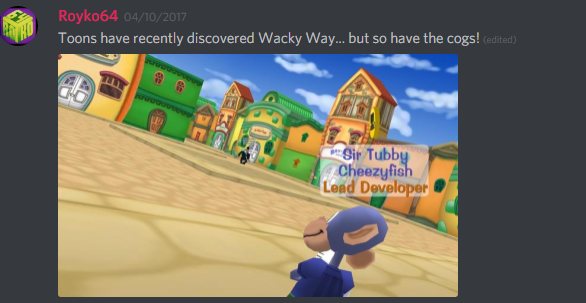 Royko64 04/10/2017
Toons have recently discovered Wacky Way... but so have the cogs! (edited)
Sir Tubby
Cheezyfish
Lead Developer